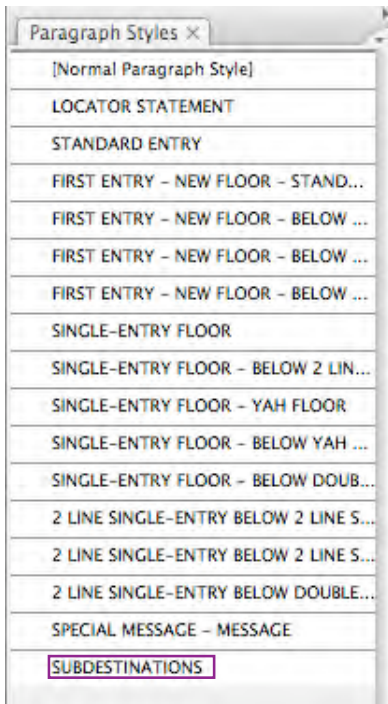 Paragraph Styles ×
[Normal Paragraph Style]
LOCATOR STATEMENT
STANDARD ENTRY
FIRST ENTRY – NEW FLOOR – STAND...
FIRST ENTRY – NEW FLOOR – BELOW ...
FIRST ENTRY – NEW FLOOR – BELOW ...
FIRST ENTRY – NEW FLOOR – BELOW ...
SINGLE-ENTRY FLOOR
SINGLE-ENTRY FLOOR – BELOW 2 LIN...
SINGLE-ENTRY FLOOR – YAH FLOOR
SINGLE-ENTRY FLOOR – BELOW YAH ...
SINGLE-ENTRY FLOOR – BELOW DOUB...
2 LINE SINGLE-ENTRY BELOW 2 LINE S...
2 LINE SINGLE-ENTRY BELOW 2 LINE S...
2 LINE SINGLE-ENTRY BELOW DOUBLE...
SPECIAL MESSAGE – MESSAGE
SUBDESTINATIONS